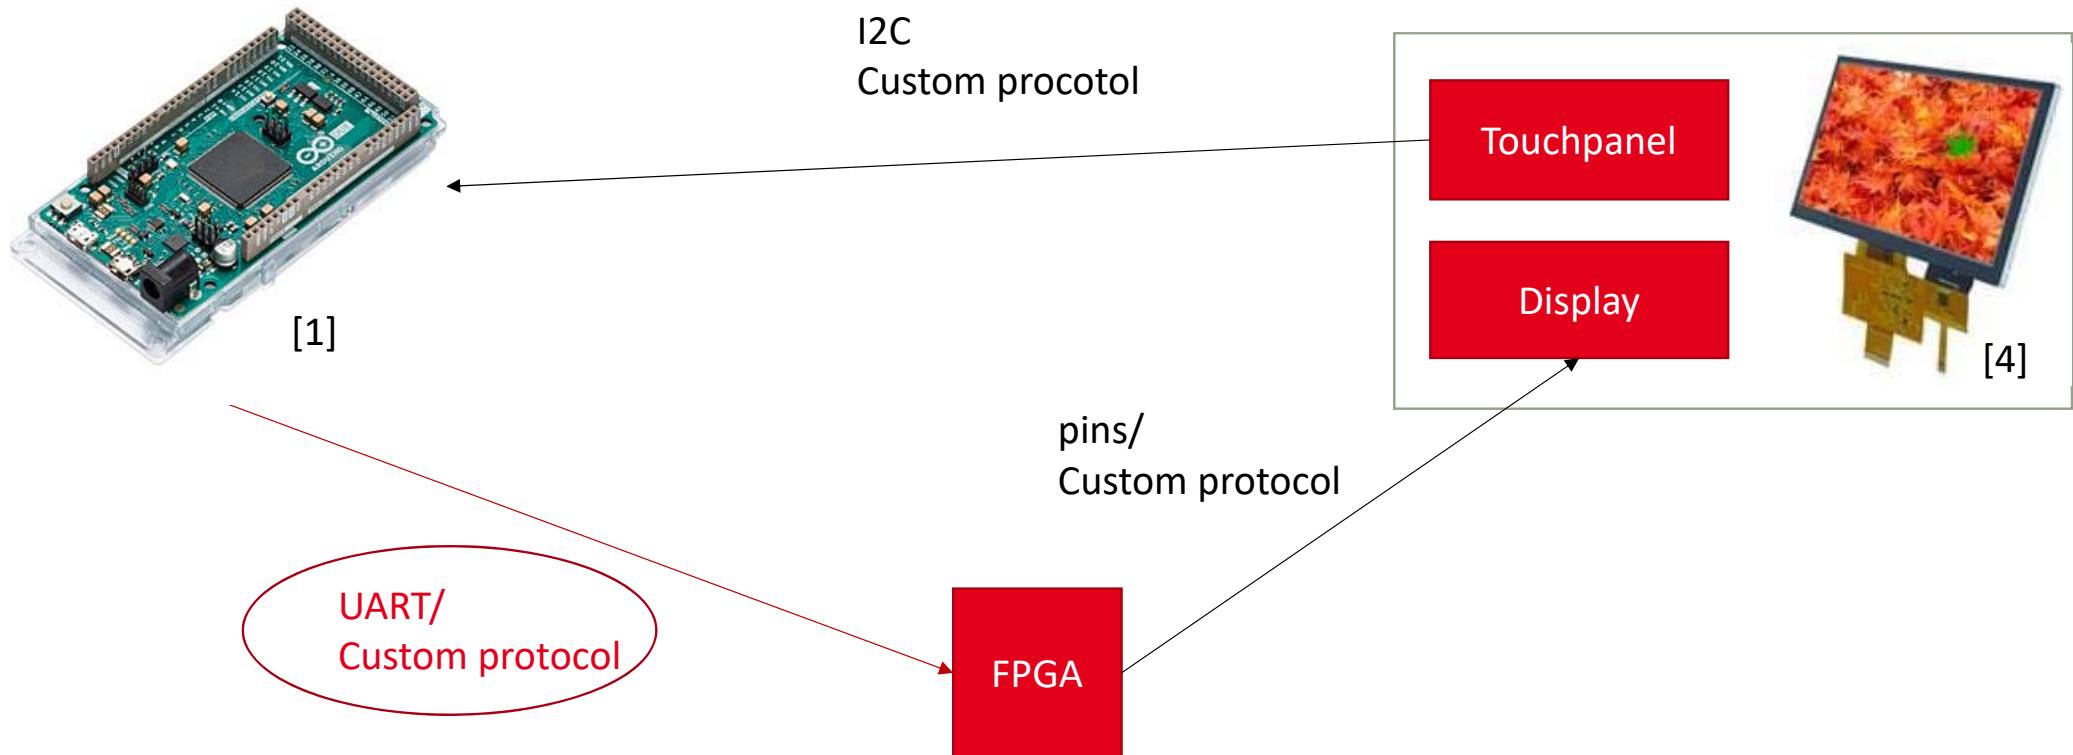 I2C
Custom procotol
Touchpanel
Display
[1]
[4]
pins/
Custom protocol
UART/
Custom protocol
FPGA